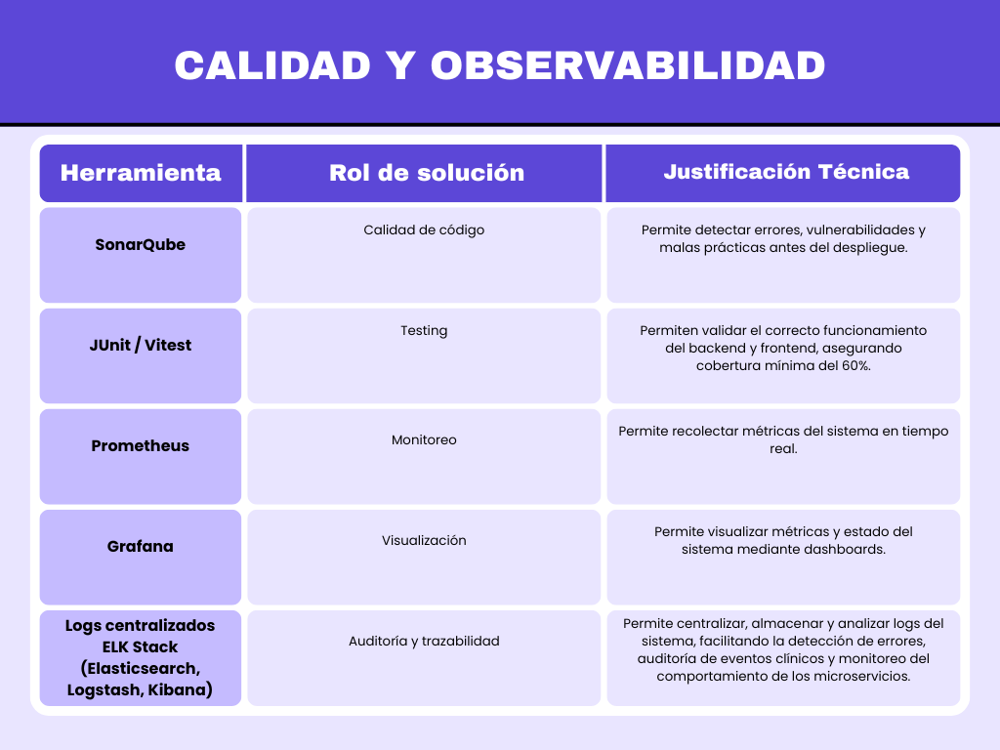 CALIDAD Y OBSERVABILIDAD
Herramienta
Rol de solución
Justificación Técnica
SonarQube
Calidad de código
Permite detectar errores, vulnerabilidades y
malas prácticas antes del despliegue.
JUnit / Vitest
Testing
Permiten validar el correcto funcionamiento
del backend y frontend, asegurando
cobertura mínima del 60%.
Prometheus
Monitoreo
Permite recolectar métricas del sistema en tiempo
real.
Grafana
Visualización
Permite visualizar métricas y estado del
sistema mediante dashboards.
Logs centralizados
ELK Stack
(Elasticsearch,
Logstash, Kibana)
Auditoría y trazabilidad
Permite centralizar, almacenar y analizar logs del
sistema, facilitando la detección de errores,
auditoría de eventos clínicos y monitoreo del
comportamiento de los microservicios.